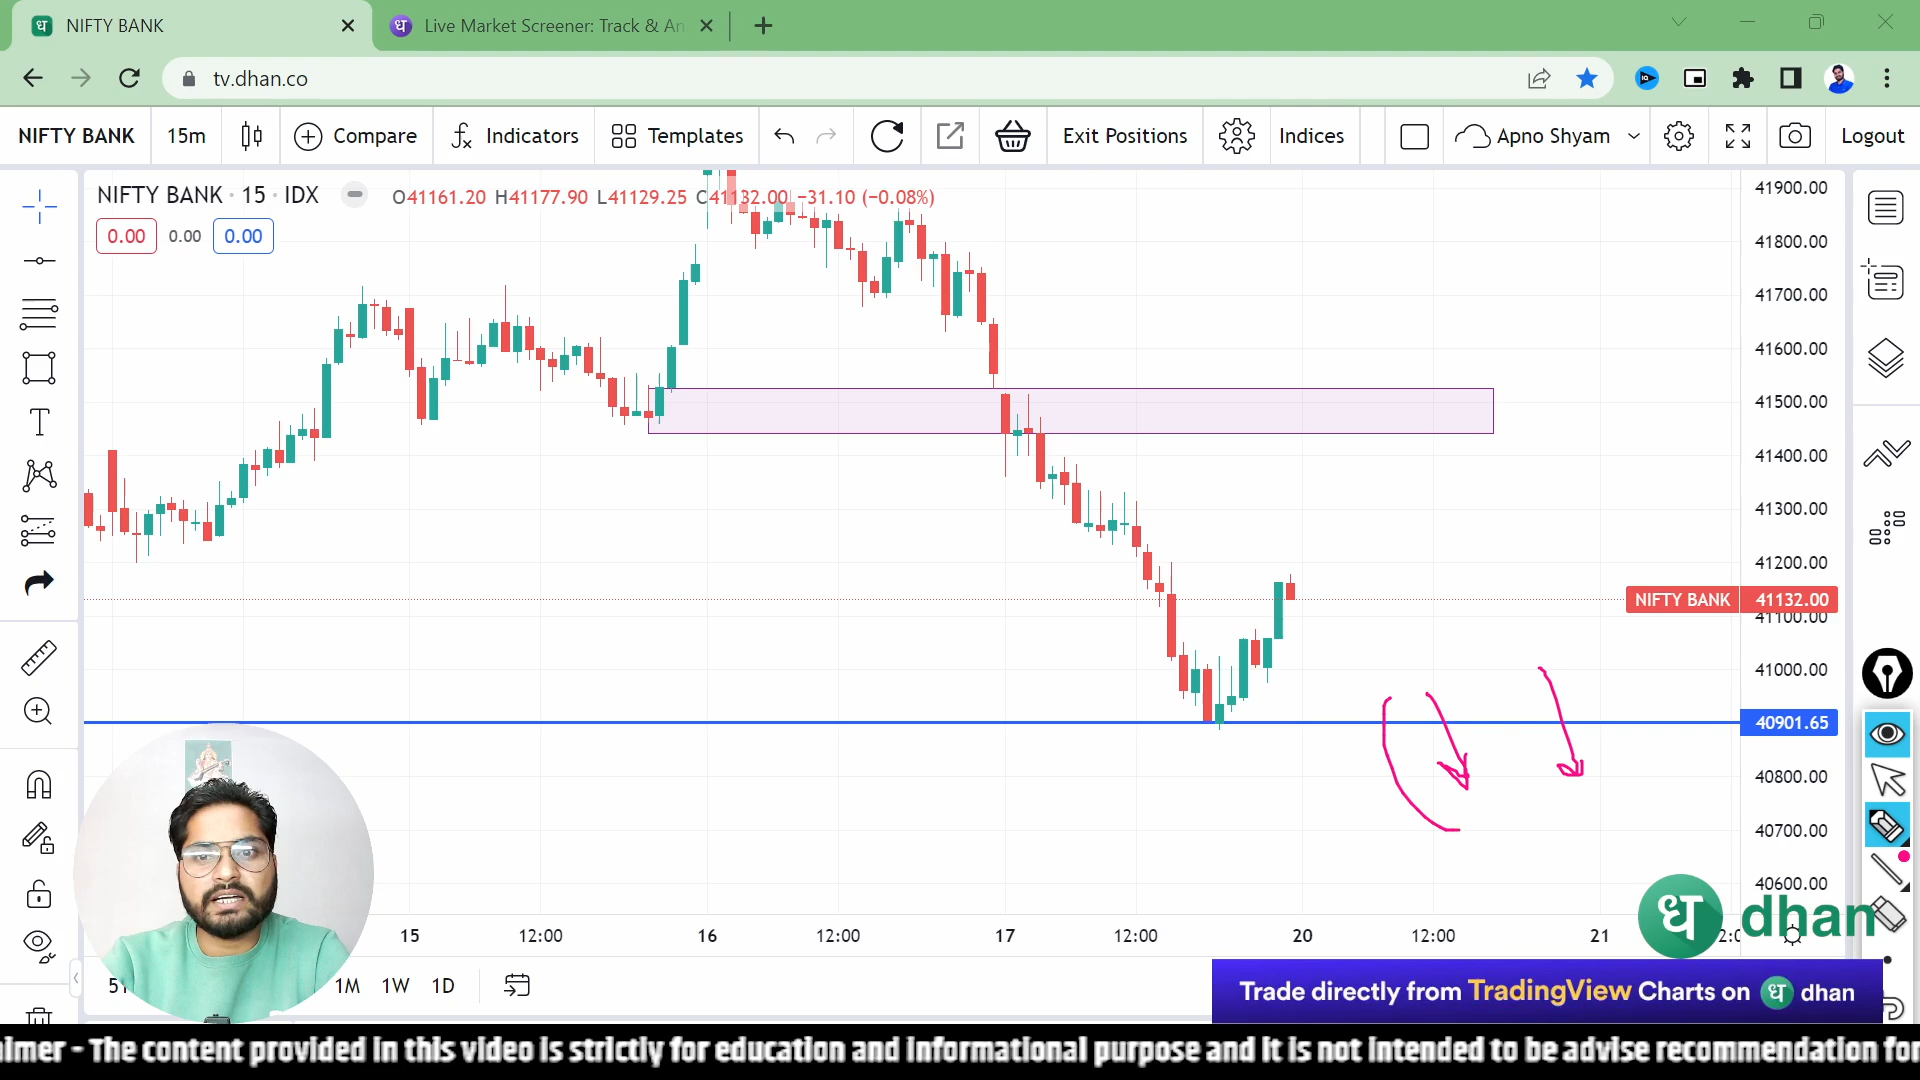 NIFTY BANK
Live Market Screener: Track & An
tv.dhan.co
NIFTY BANK 15m Compare Indicators Templates Exit Positions Indices Apno Shyam Logout
NIFTY BANK · 15 · IDX O41161.20 H41177.90 L41129.25 C41132.00 −31.10 (−0.08%)
0.00 0.00 0.00
41900.00
41800.00
41700.00
41600.00
41500.00
41400.00
41300.00
41200.00
NIFTY BANK 41132.00
41100.00
41000.00
40901.65
40800.00
40700.00
40600.00
15 12:00 16 12:00 17 12:00 20 12:00 21
1M 1W 1D
ध dhan
Trade directly from TradingView Charts on ध dhan
aimer - The content provided in this video is strictly for education and informational purpose and it is not intended to be advise recommendation for